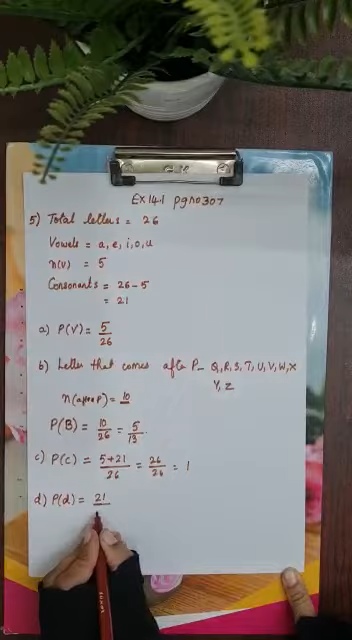 Ex 14.1 pg no 307
5) Total letters = 26
Vowels = a, e, i, o, u
n(v) = 5
Consonants = 26 - 5
= 21
a) P(V) = 5/26
b) Letter that comes after P - Q, R, S, T, U, V, W, X
Y, Z
n(after P) = 10
P(B) = 10/26 = 5/13.
c) P(c) = 5+21/26 = 26/26 = 1
d) P(d) = 21